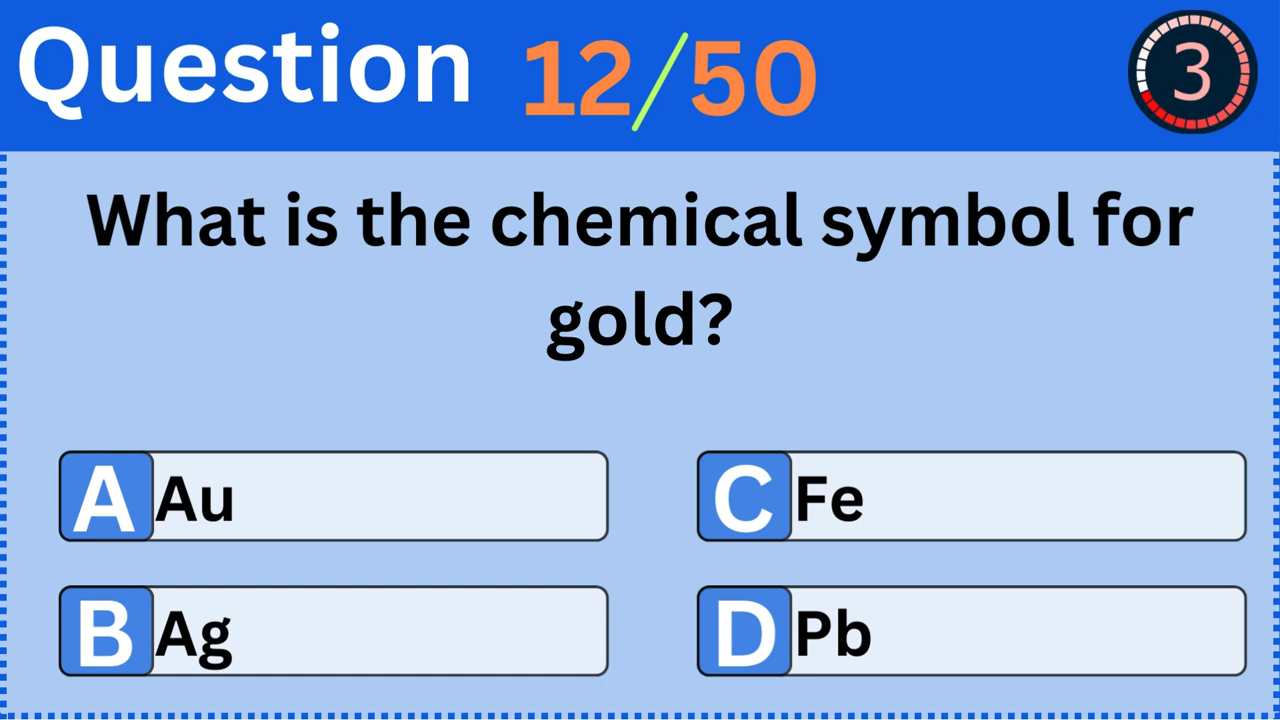 Question 12/50
3
What is the chemical symbol for
gold?
A Au
C Fe
B Ag
D Pb